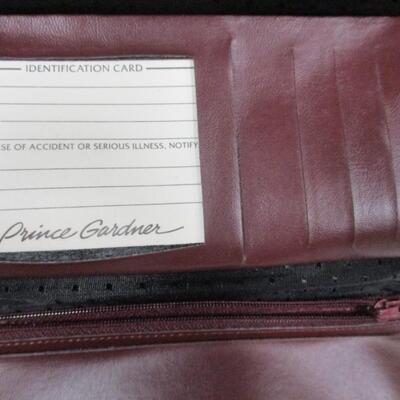 IDENTIFICATION CARD
SE OF ACCIDENT OR SERIOUS ILLNESS, NOTIFY
Prince Gardner